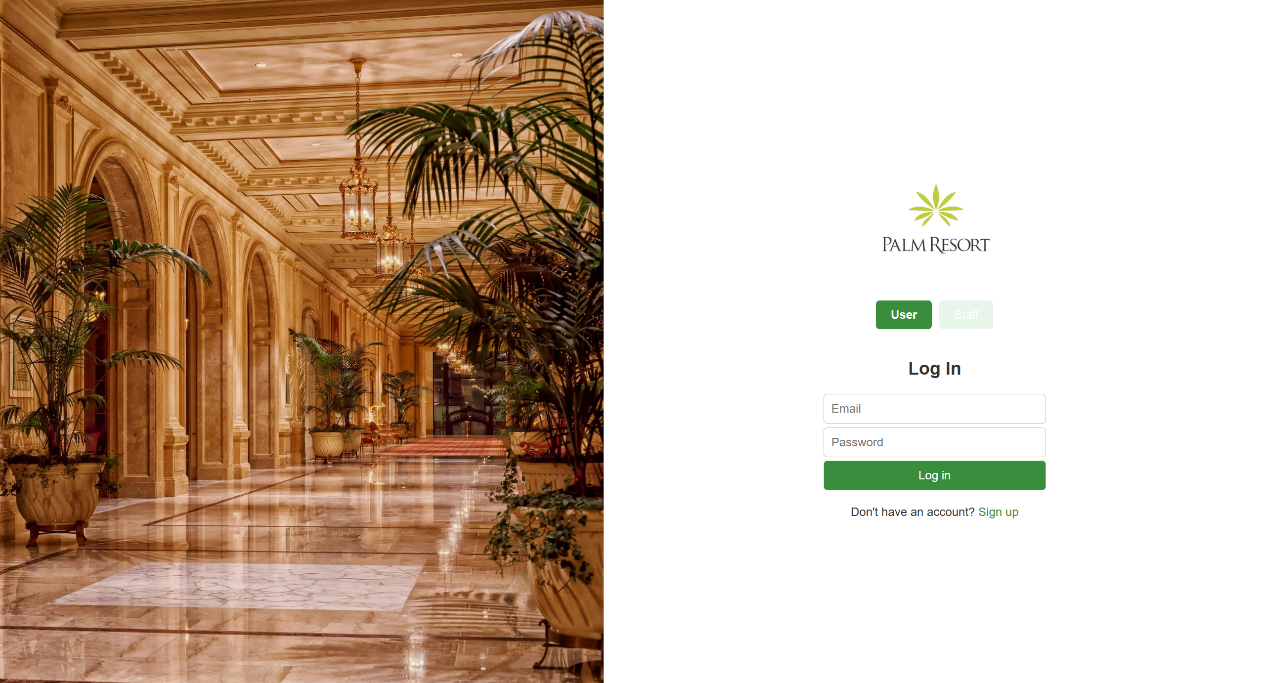 PALM RESORT
User Staff
Log In
Email
Password
Log in
Don't have an account? Sign up